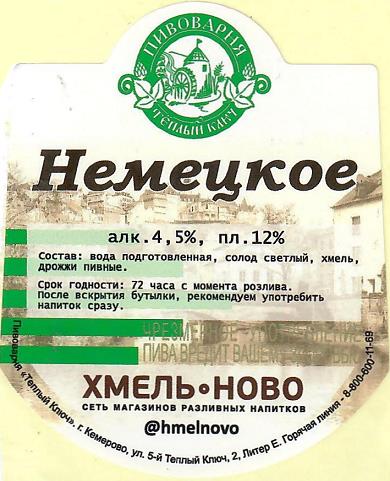 ПИВОВАРНЯ
ТЁПЛЫЙ КЛЮЧ
Немецкое
алк.4,5%, пл.12%
Состав: вода подготовленная, солод светлый, хмель,
дрожжи пивные.
Срок годности: 72 часа с момента розлива.
После вскрытия бутылки, рекомендуем употребить
напиток сразу.
ЧРЕЗМЕРНОЕ УПОТРЕБЛЕНИЕ
ПИВА ВРЕДИТ ВАШЕМУ ЗДОРОВЬЮ
ХМЕЛЬ•НОВО
СЕТЬ МАГАЗИНОВ РАЗЛИВНЫХ НАПИТКОВ
@hmelnovo
Пивоварня «Теплый Ключ», г. Кемерово, ул. 5-й Теплый Ключ, 2, Литер Е. Горячая линия - 8-800-600-11-69